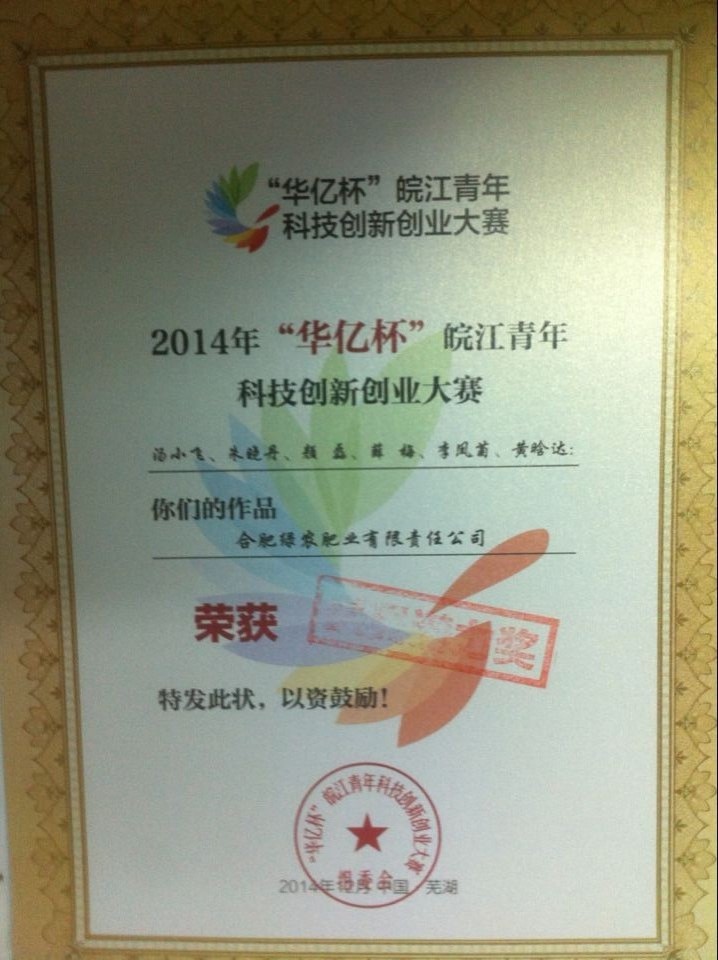 “华亿杯”皖江青年
科技创新创业大赛
2014年“华亿�”皖江青年
科技创新创业大赛
汤小飞、朱晓丹、颜 磊、薛 梅、李凤菊、黄晗达:
你们的作品
合肥绿农肥业有限责任公司
荣获
奖
特发此状，以资鼓励！
“华亿杯”皖江青年科技创新创业大赛
组委会
2014年12月 中国·芜湖